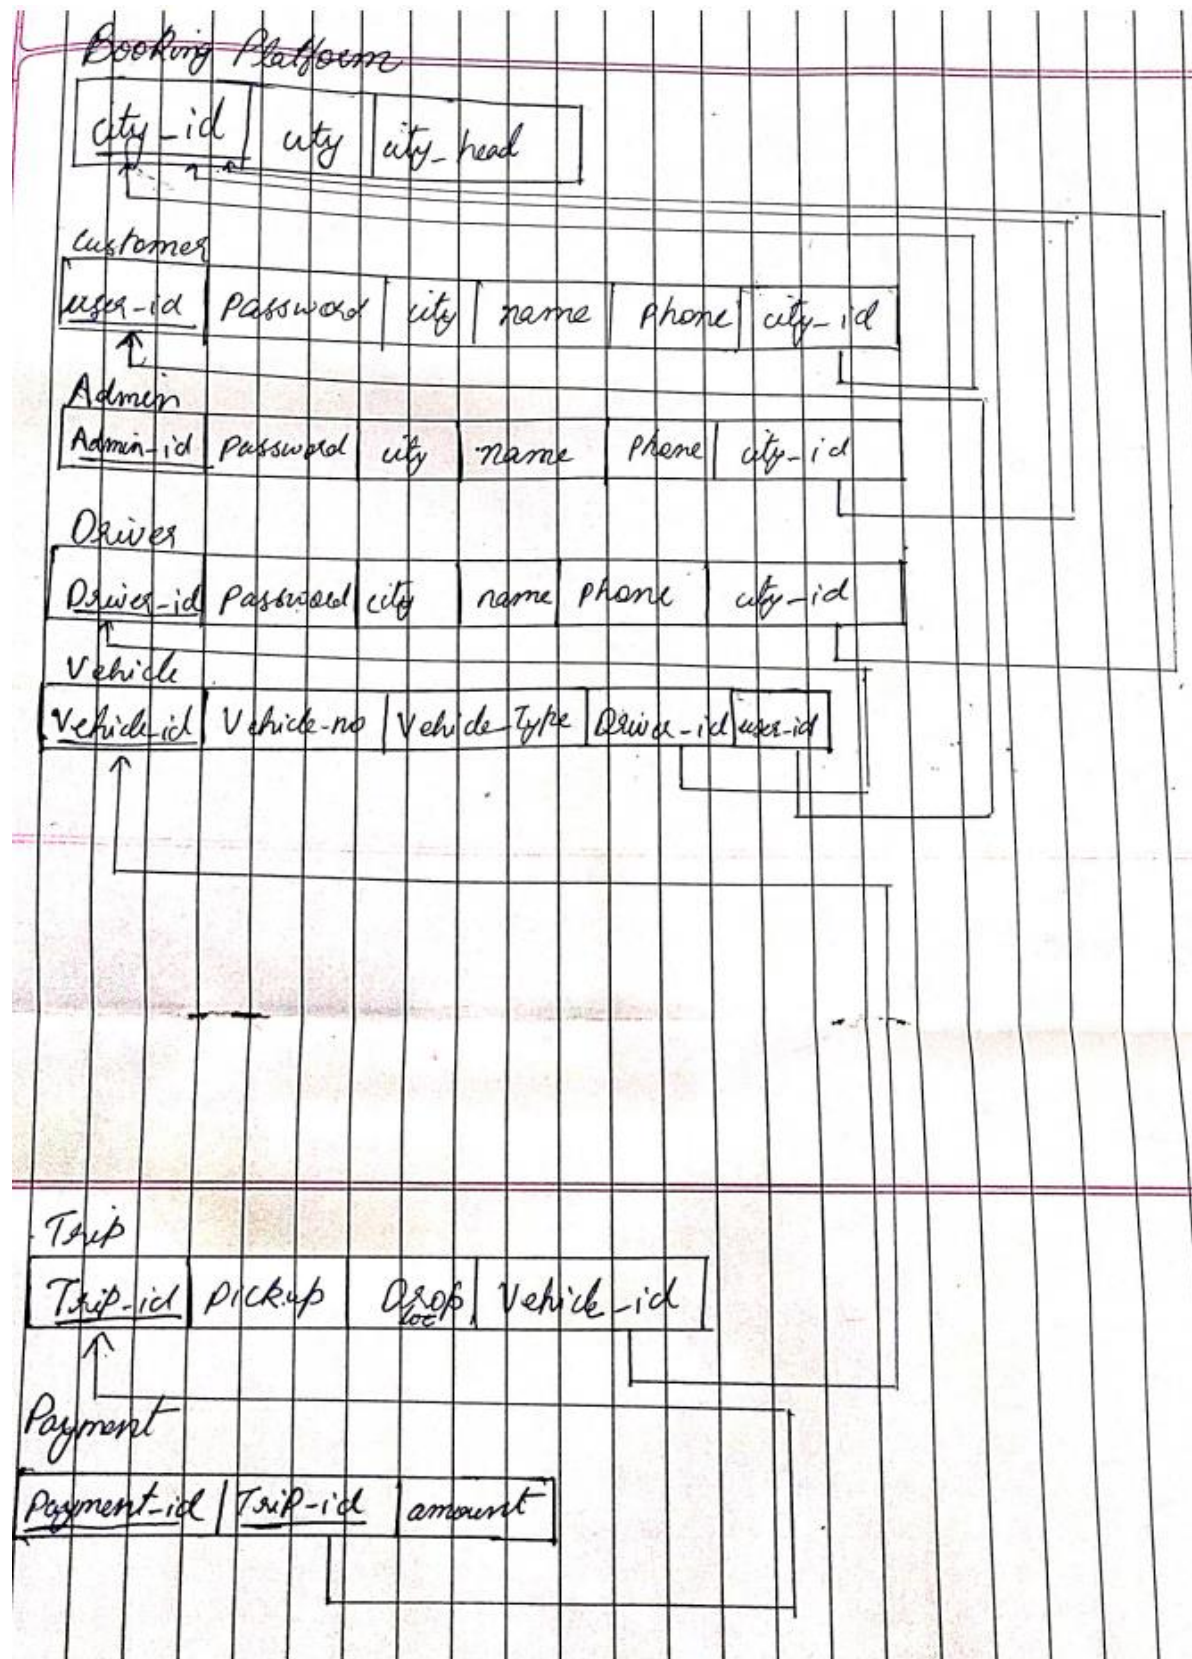 Booking Platform
city_id city city_head
customer
user-id Password city name Phone city-id
Admin
Admin-id Password city name Phone city-id
Driver
Driver-id Password city name Phone city-id
Vehicle
Vehicle-id Vehicle-no Vehicle-Type Driver-id user-id
Trip
Trip-id Pickup Drop Vehicle_id
loc
Payment
Payment-id Trip-id amount